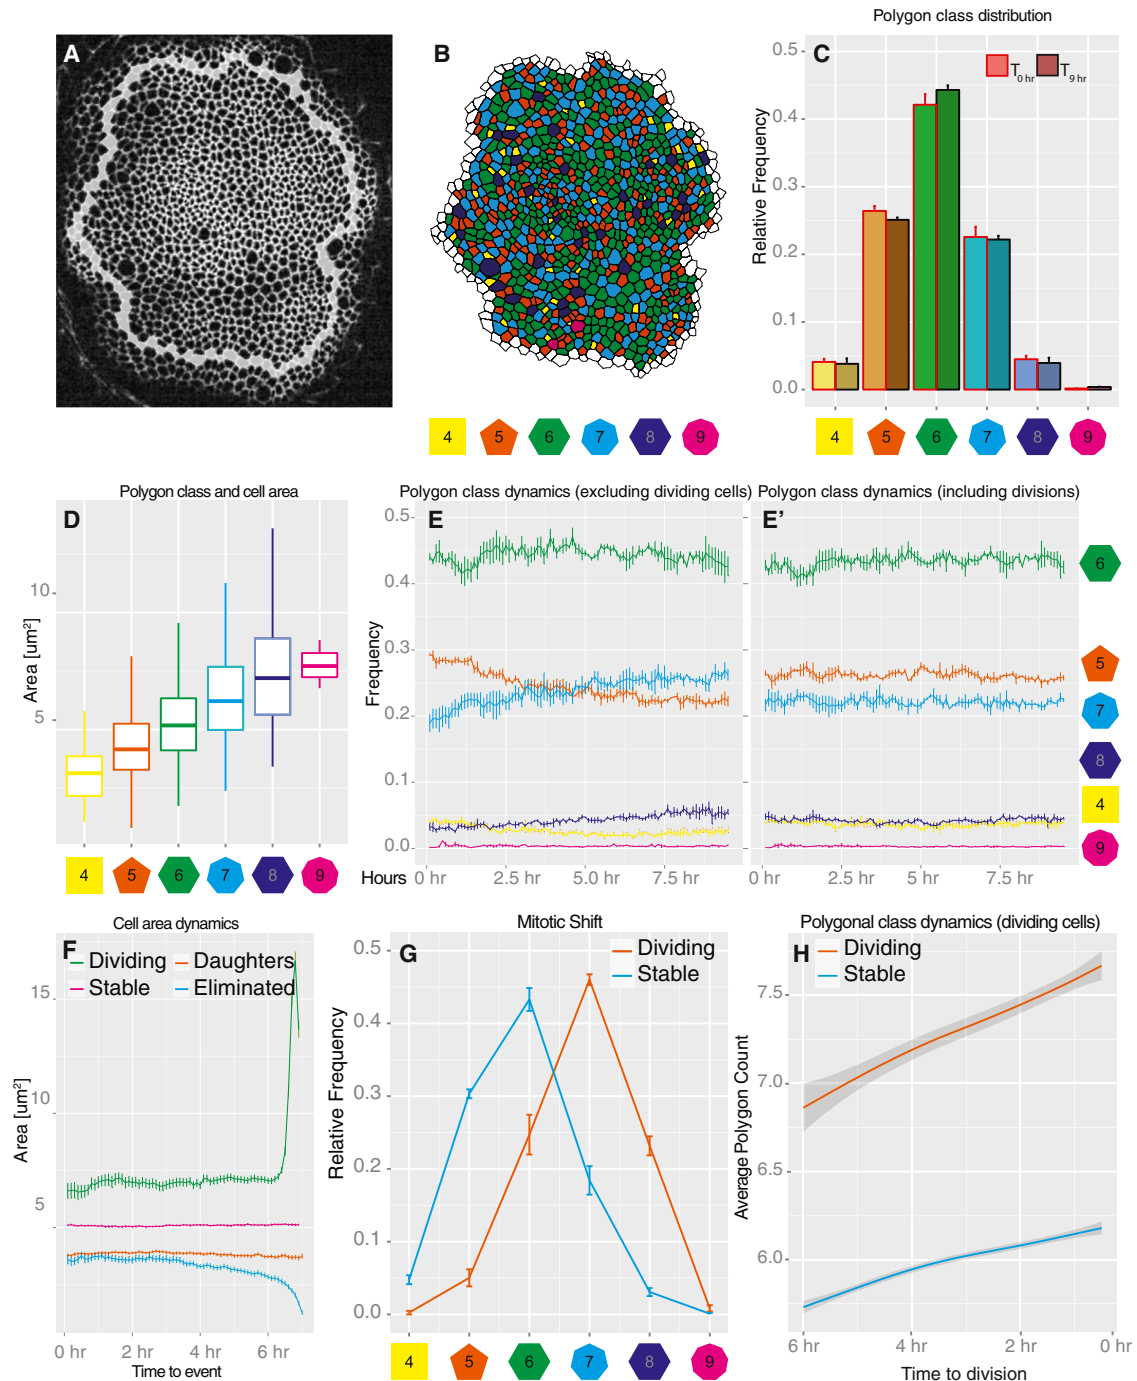 Polygon class distribution
A
B
C
T0 hr
T9 hr
Relative Frequency
0.5
0.4
0.3
0.2
0.1
0.0
4 5 6 7 8 9
4 5 6 7 8 9
Polygon class and cell area
D
Area [um²]
10
5
4 5 6 7 8 9
Polygon class dynamics (excluding dividing cells)
E
Frequency
0.5
0.4
0.3
0.2
0.1
0.0
Hours
0 hr 2.5 hr 5.0 hr 7.5 hr
Polygon class dynamics (including divisions)
E'
0 hr 2.5 hr 5 hr 7.5 hr
6
5
7
8
4
9
Cell area dynamics
F
Dividing
Daughters
Stable
Eliminated
Area [um²]
15
10
5
0 hr 2 hr 4 hr 6 hr
Time to event
Mitotic Shift
G
Dividing
Stable
Relative Frequency
0.5
0.4
0.3
0.2
0.1
0.0
4 5 6 7 8 9
Polygonal class dynamics (dividing cells)
H
Dividing
Stable
Average Polygon Count
7.5
7.0
6.5
6.0
6 hr 4 hr 2 hr 0 hr
Time to division